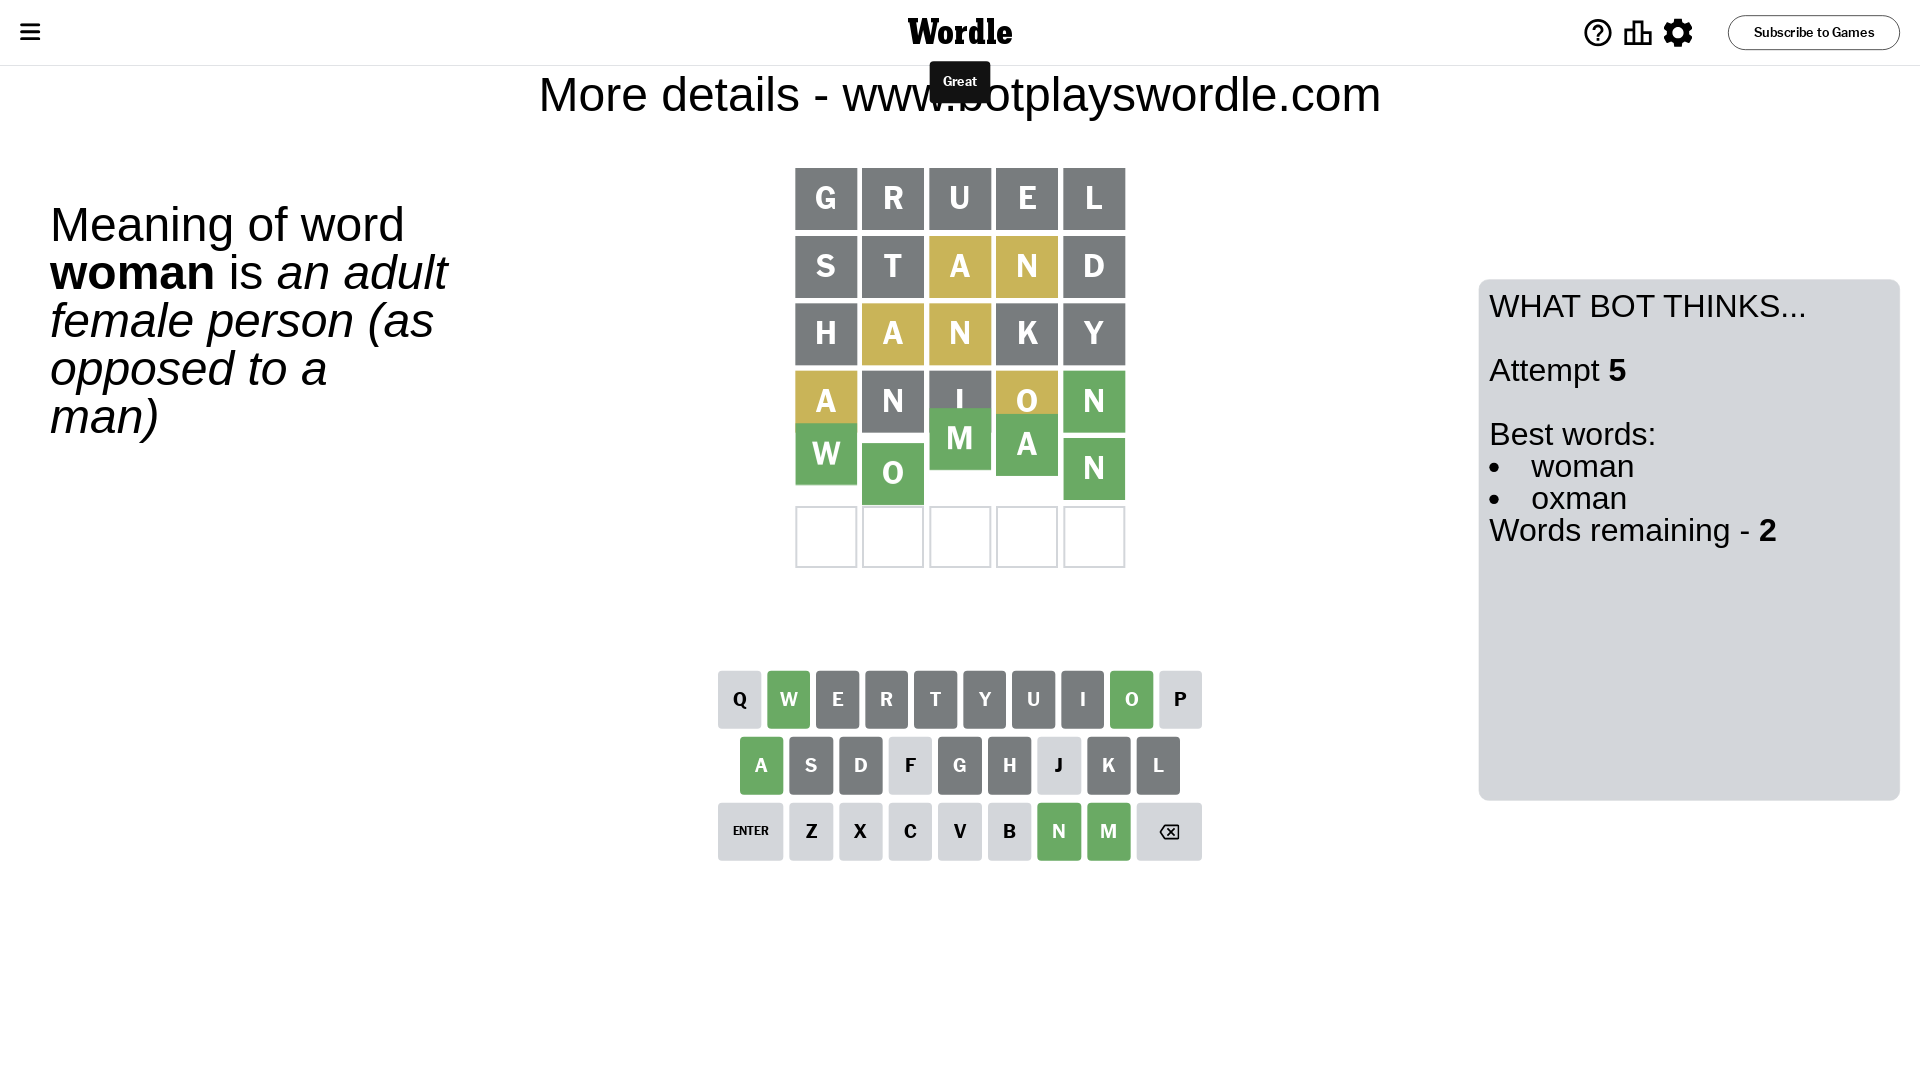 Wordle
Subscribe to Games
Great
More details - www.botplayswordle.com
Meaning of word
woman is an adult
female person (as
opposed to a
man)
G R U E L
S T A N D
H A N K Y
A N I O N
W O M A N
WHAT BOT THINKS...
Attempt 5
Best words:
• woman
• oxman
Words remaining - 2
Q W E R T Y U I O P
A S D F G H J K L
ENTER Z X C V B N M